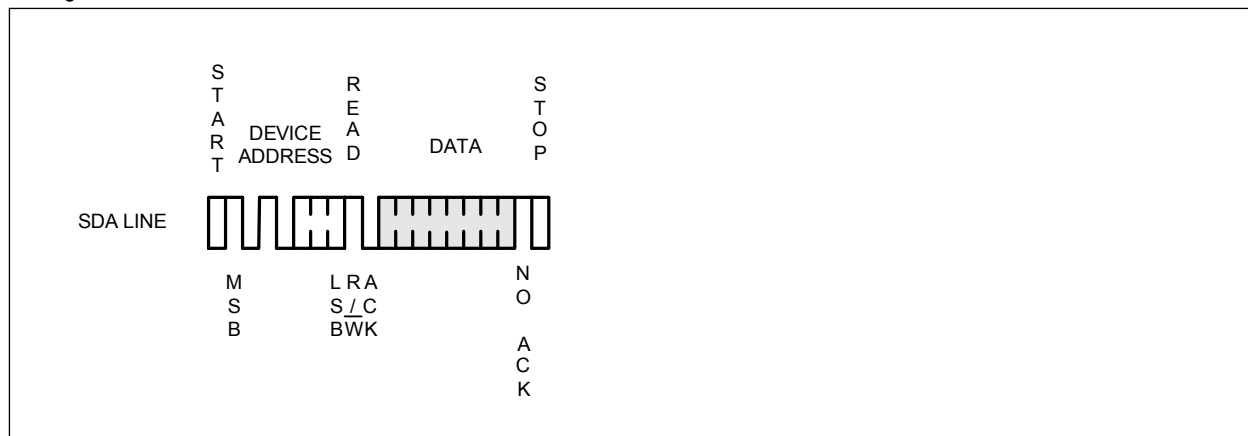 START
DEVICE
ADDRESS
READ
DATA
STOP
SDA LINE
MSB
LSB
R/W
ACK
NO ACK